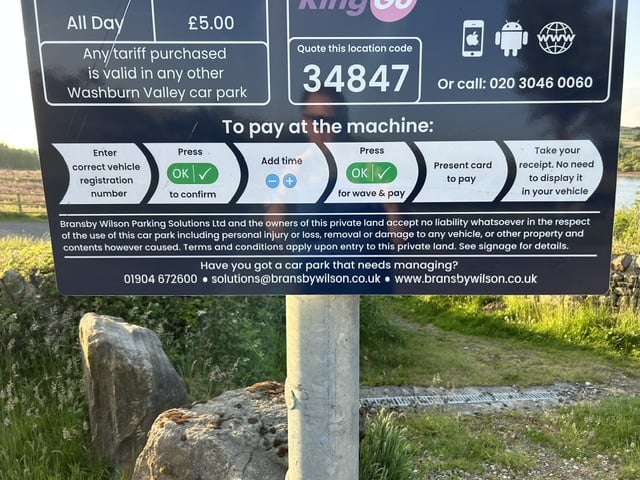 All Day £5.00
Any tariff purchased
is valid in any other
Washburn Valley car park
RingGo
Quote this location code
34847
www
Or call: 020 3046 0060
To pay at the machine:
Enter
correct vehicle
registration
number
Press
OK ✓
to confirm
Add time
− +
Press
OK ✓
for wave & pay
Present card
to pay
Take your
receipt. No need
to display it
in your vehicle
Bransby Wilson Parking Solutions Ltd and the owners of this private land accept no liability whatsoever in the respect
of the use of this car park including personal injury or loss, removal or damage to any vehicle, or other property and
contents however caused. Terms and conditions apply upon entry to this private land. See signage for details.
Have you got a car park that needs managing?
01904 672600 • solutions@bransbywilson.co.uk • www.bransbywilson.co.uk